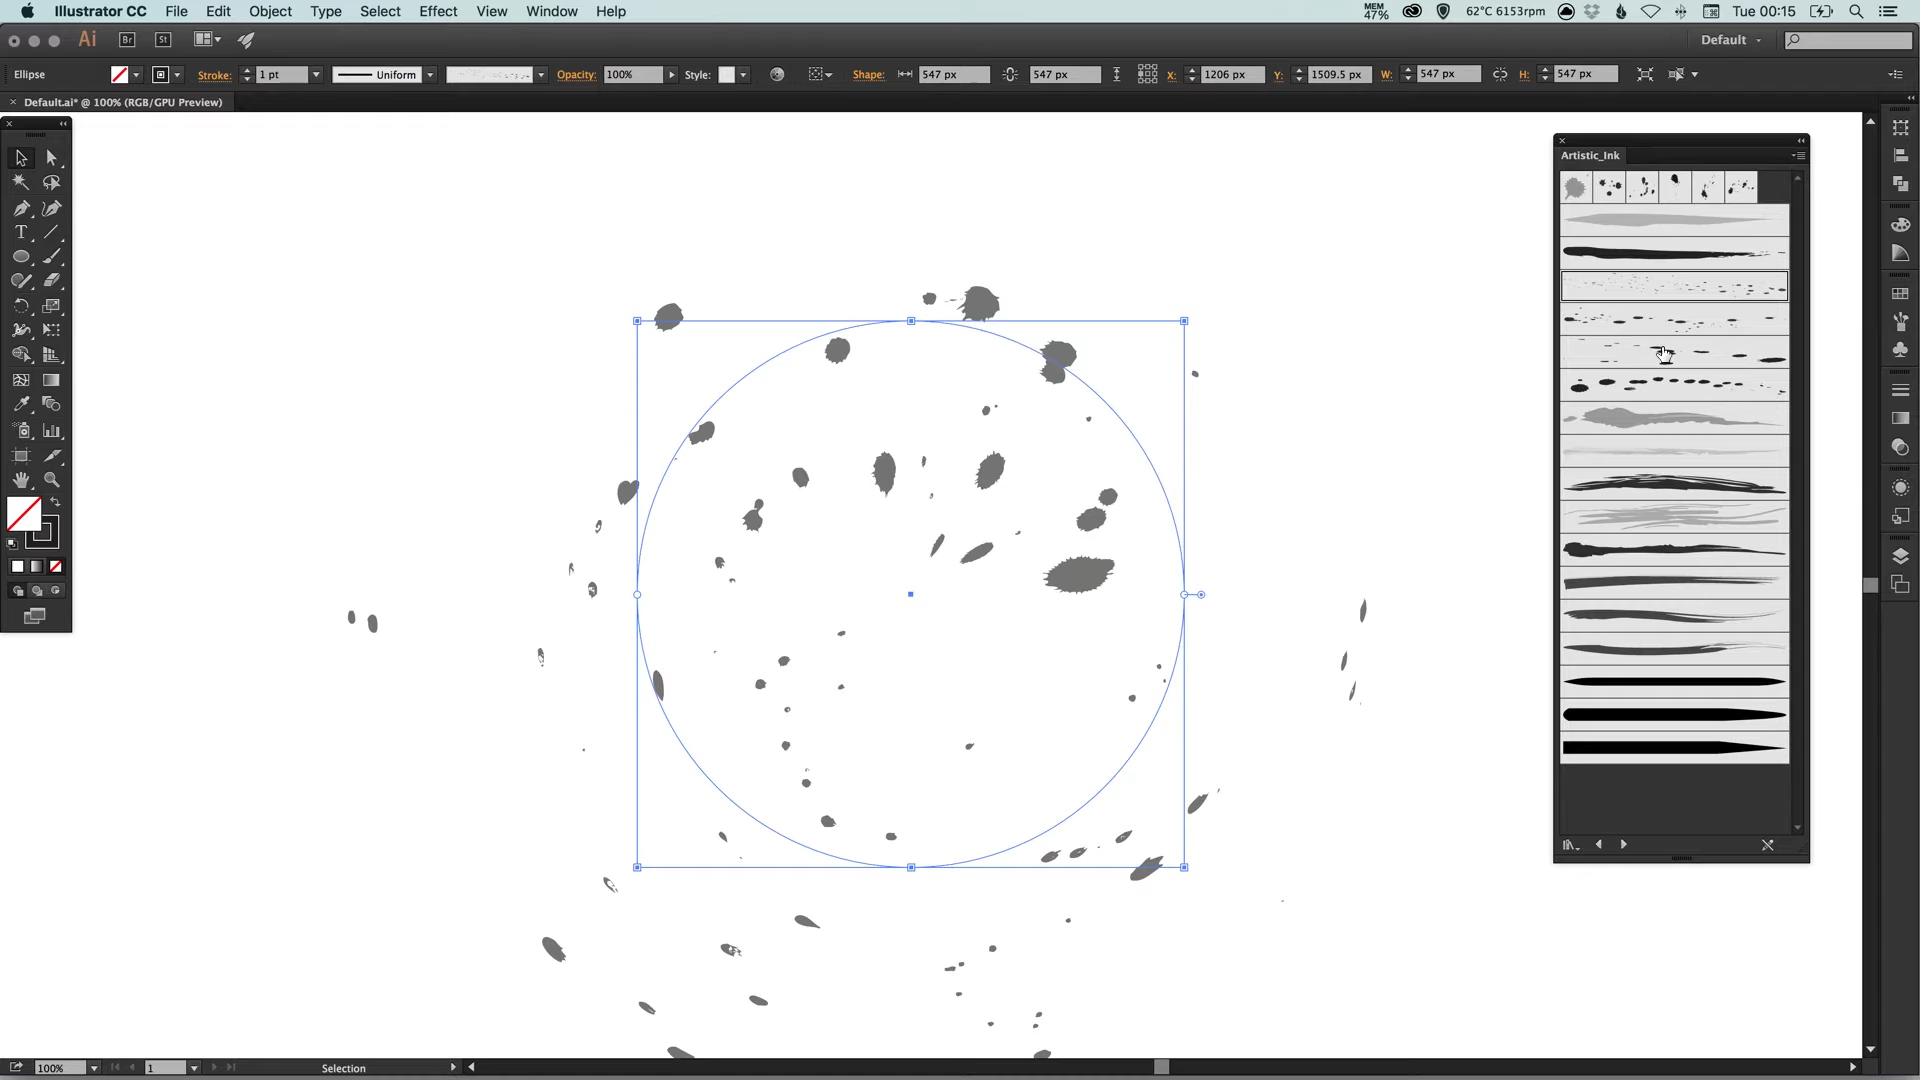 Illustrator CC File Edit Object Type Select Effect View Window Help MEM 47% 62°C 6153rpm Tue 00:15
Ai Br St Default
Ellipse Stroke: 1 pt Uniform Opacity: 100% Style: Shape: 547 px 547 px X: 1206 px Y: 1509.5 px W: 547 px H: 547 px
× Default.ai* @ 100% (RGB/GPU Preview)
Artistic_Ink
T
100% 1 Selection